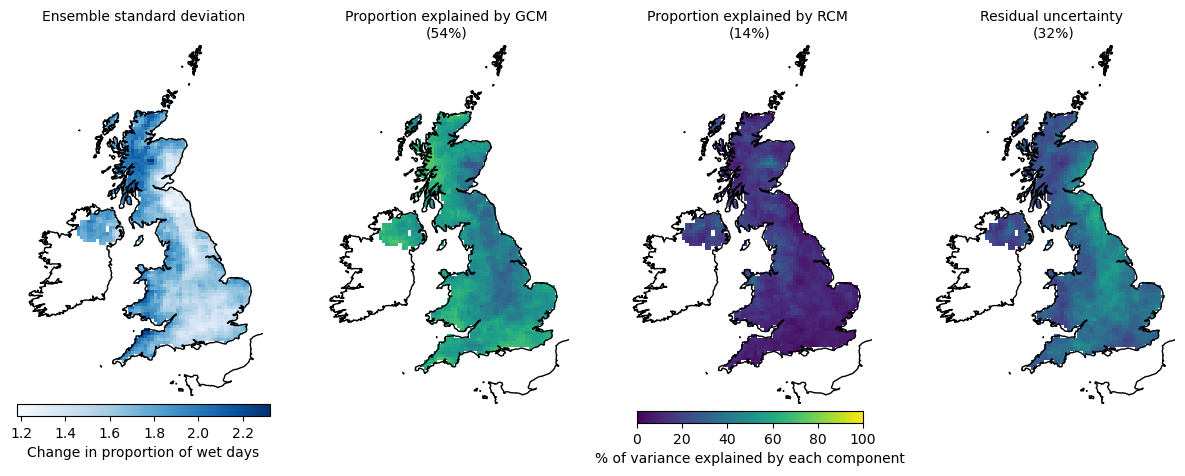 Ensemble standard deviation
Proportion explained by GCM
(54%)
Proportion explained by RCM
(14%)
Residual uncertainty
(32%)
1.2 1.4 1.6 1.8 2.0 2.2
Change in proportion of wet days
0 20 40 60 80 100
% of variance explained by each component